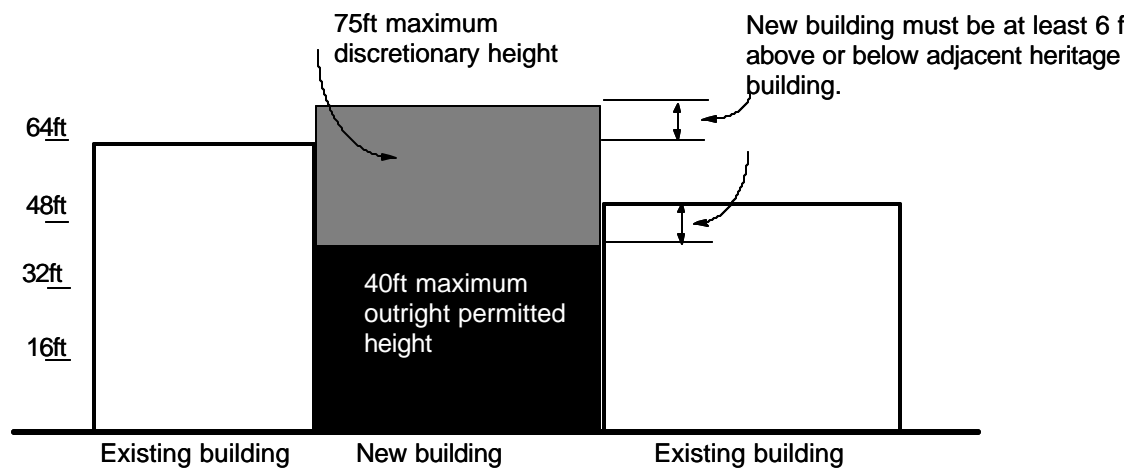 75ft maximum
discretionary height
New building must be at least 6 f
above or below adjacent heritage
building.
64ft
48ft
32ft
16ft
40ft maximum
outright permitted
height
Existing building
New building
Existing building